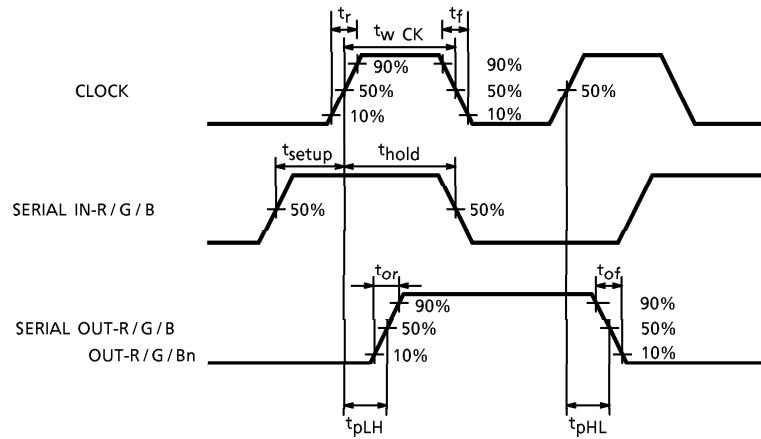 tr
tw CK
tf
CLOCK
90%
50%
10%
90%
50%
10%
50%
tsetup
thold
SERIAL IN-R / G / B
50%
50%
tor
tof
SERIAL OUT-R / G / B
OUT-R / G / Bn
90%
50%
10%
90%
50%
10%
tpLH
tpHL